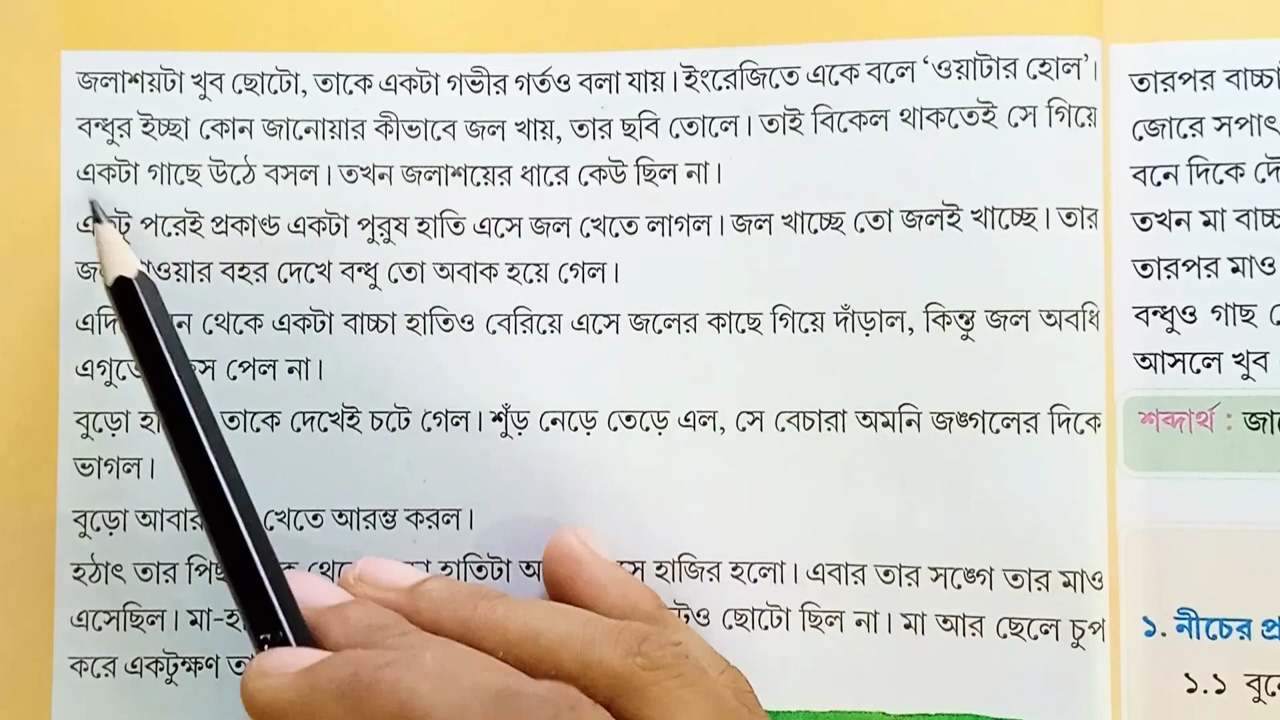 জলাশয়টা খুব ছোটো, তাকে একটা গভীর গর্তও বলা যায়। ইংরেজিতে একে বলে ‘ওয়াটার হোল’।
বন্ধুর ইচ্ছা কোন জানোয়ার কীভাবে জল খায়, তার ছবি তোলে। তাই বিকেল থাকতেই সে গিয়ে
একটা গাছে উঠে বসল। তখন জলাশয়ের ধারে কেউ ছিল না।
পরেই প্রকাণ্ড একটা পুরুষ হাতি এসে জল খেতে লাগল। জল খাচ্ছে তো জলই খাচ্ছে। তার
বহর দেখে বন্ধু তো অবাক হয়ে গেল।
থেকে একটা বাচ্চা হাতিও বেরিয়ে এসে জলের কাছে গিয়ে দাঁড়াল, কিন্তু জল অবধি
পেল না।
বুড়ো তাকে দেখেই চটে গেল। শুঁড় নেড়ে তেড়ে এল, সে বেচারা অমনি জঙ্গলের দিকে
ভাগল।
বুড়ো আবার খেতে আরম্ভ করল।
হঠাৎ তার হাতিটা হাজির হলো। এবার তার সঙ্গে তার মাও
এসেছিল। ছোটো ছিল না। মা আর ছেলে চুপ
করে একটুক্ষণ
তারপর বাচ্চা
জোরে সপাৎ
বনে দিকে
তখন মা
তারপর মাও
বন্ধুও গাছ
আসলে খুব
শব্দার্থ :
১. নীচের
১.১